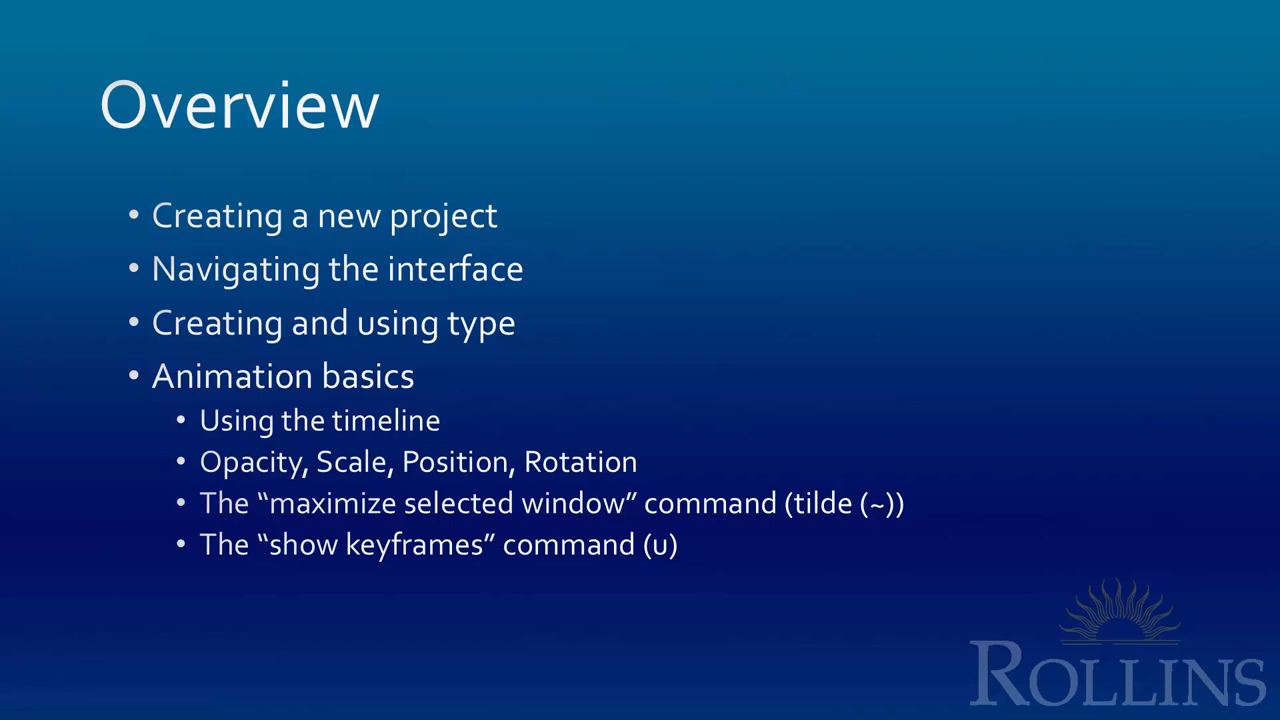 Overview
• Creating a new project
• Navigating the interface
• Creating and using type
• Animation basics
• Using the timeline
• Opacity, Scale, Position, Rotation
• The “maximize selected window” command (tilde (~))
• The “show keyframes” command (u)
ROLLINS